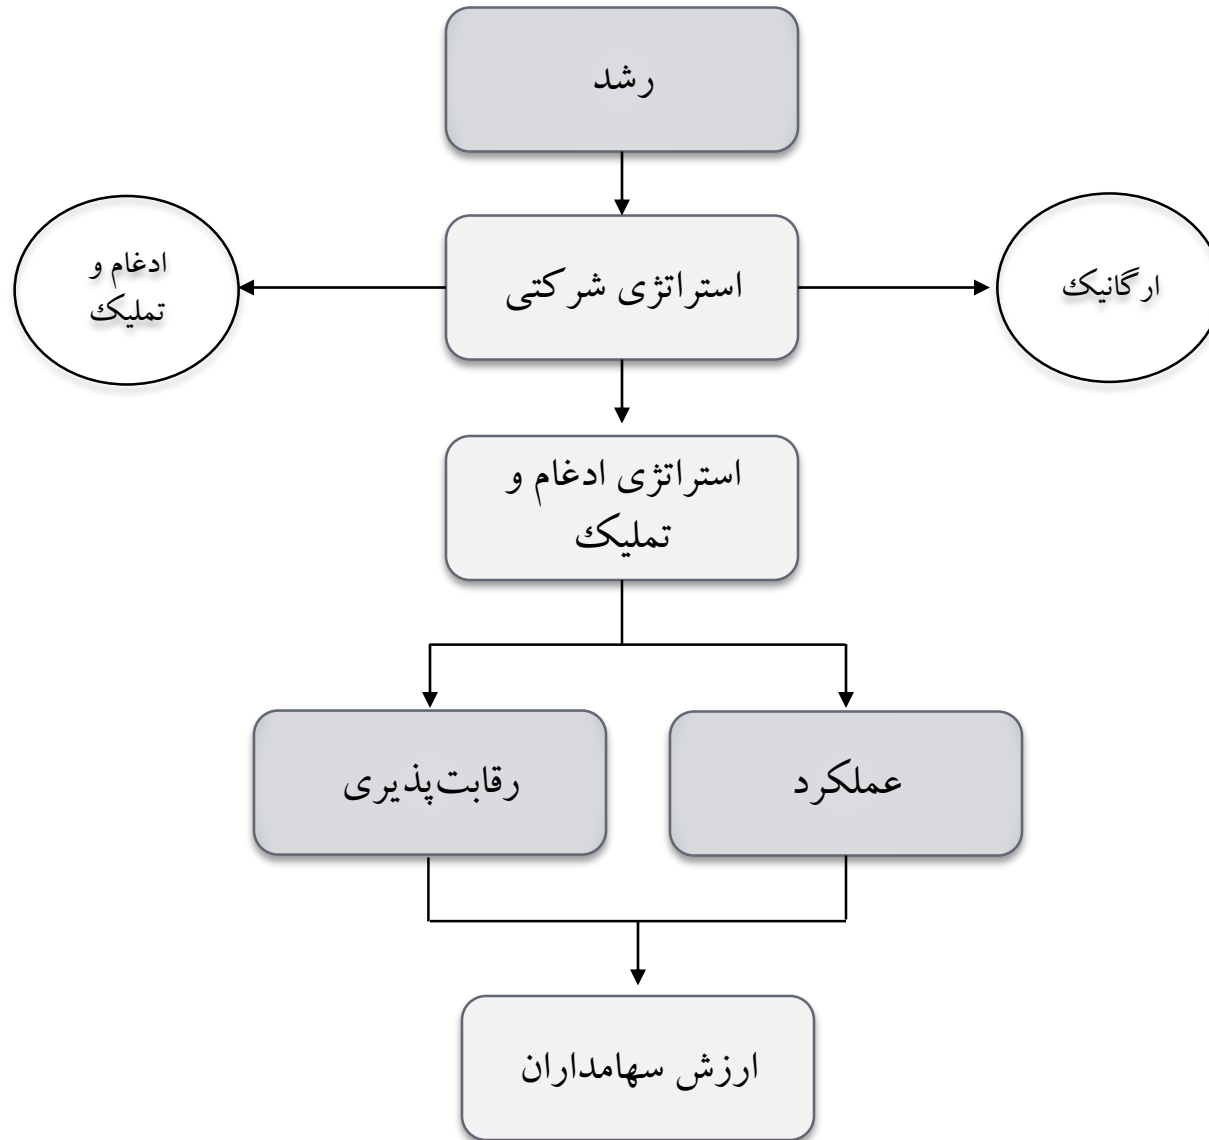 رشد
استراتژی شرکتی
ارگانیک
ادغام و
تملیک
استراتژی ادغام و
تملیک
عملکرد
رقابت‌پذیری
ارزش سهامداران